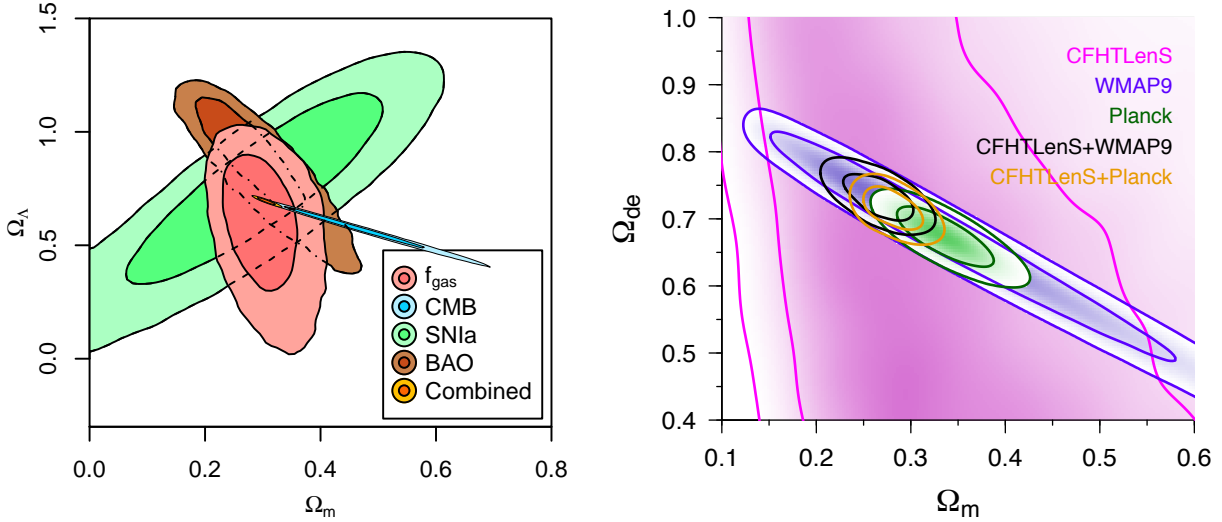 1.5
1.0
0.5
0.0
Ω_Λ
f_gas
CMB
SNIa
BAO
Combined
0.0 0.2 0.4 0.6 0.8
Ω_m
1.0
0.9
0.8
0.7
0.6
0.5
0.4
Ω_de
CFHTLenS
WMAP9
Planck
CFHTLenS+WMAP9
CFHTLenS+Planck
0.1 0.2 0.3 0.4 0.5 0.6
Ω_m